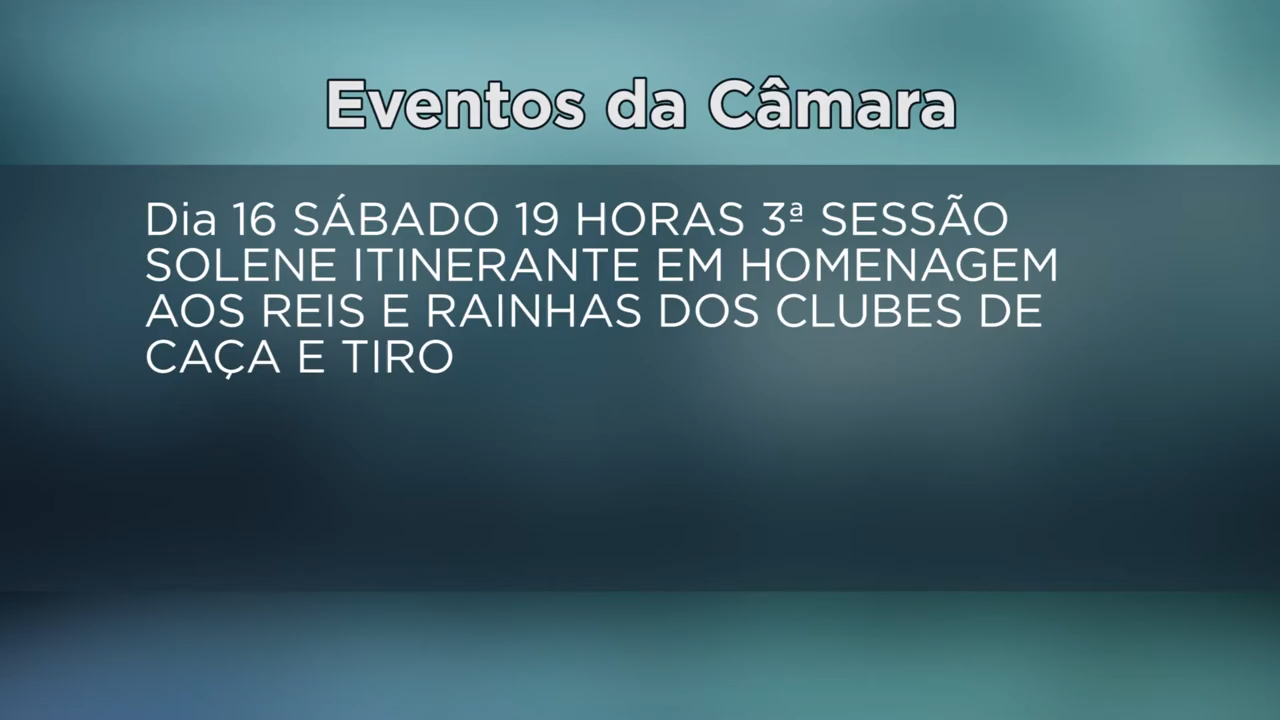 Eventos da Câmara
Dia 16 SÁBADO 19 HORAS 3ª SESSÃO
SOLENE ITINERANTE EM HOMENAGEM
AOS REIS E RAINHAS DOS CLUBES DE
CAÇA E TIRO